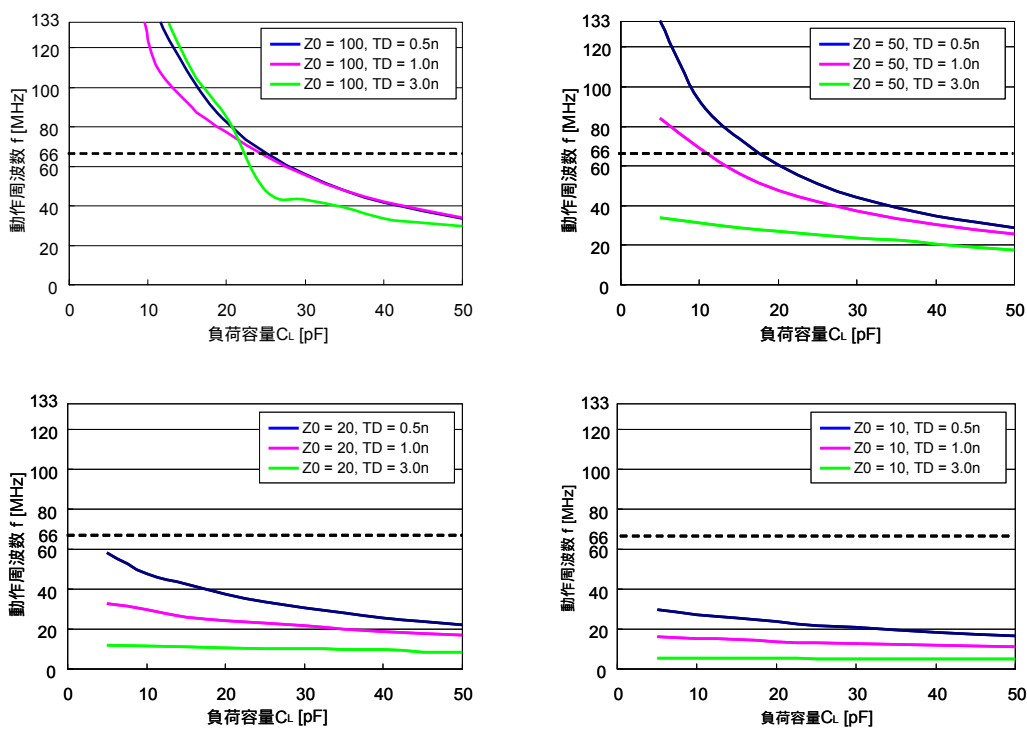 133
120
100
80
66
60
40
20
0
動作周波数 f [MHz]
Z0 = 100, TD = 0.5n
Z0 = 100, TD = 1.0n
Z0 = 100, TD = 3.0n
0 10 20 30 40 50
負荷容量CL [pF]
133
120
100
80
66
60
40
20
0
動作周波数 f [MHz]
Z0 = 50, TD = 0.5n
Z0 = 50, TD = 1.0n
Z0 = 50, TD = 3.0n
0 10 20 30 40 50
負荷容量CL [pF]
133
120
100
80
66
60
40
20
0
動作周波数 f [MHz]
Z0 = 20, TD = 0.5n
Z0 = 20, TD = 1.0n
Z0 = 20, TD = 3.0n
0 10 20 30 40 50
負荷容量CL [pF]
133
120
100
80
66
60
40
20
0
動作周波数 f [MHz]
Z0 = 10, TD = 0.5n
Z0 = 10, TD = 1.0n
Z0 = 10, TD = 3.0n
0 10 20 30 40 50
負荷容量CL [pF]